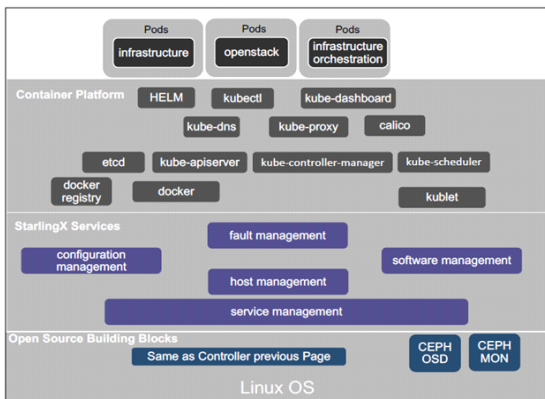 Pods
infrastructure
Pods
openstack
Pods
infrastructure
orchestration
Container Platform
HELM
kubectl
kube-dashboard
kube-dns
kube-proxy
calico
etcd
kube-apiserver
kube-controller-manager
kube-scheduler
docker
registry
docker
kublet
StarlingX Services
fault management
configuration
management
software management
host management
service management
Open Source Building Blocks
Same as Controller previous Page
CEPH
OSD
CEPH
MON
Linux OS